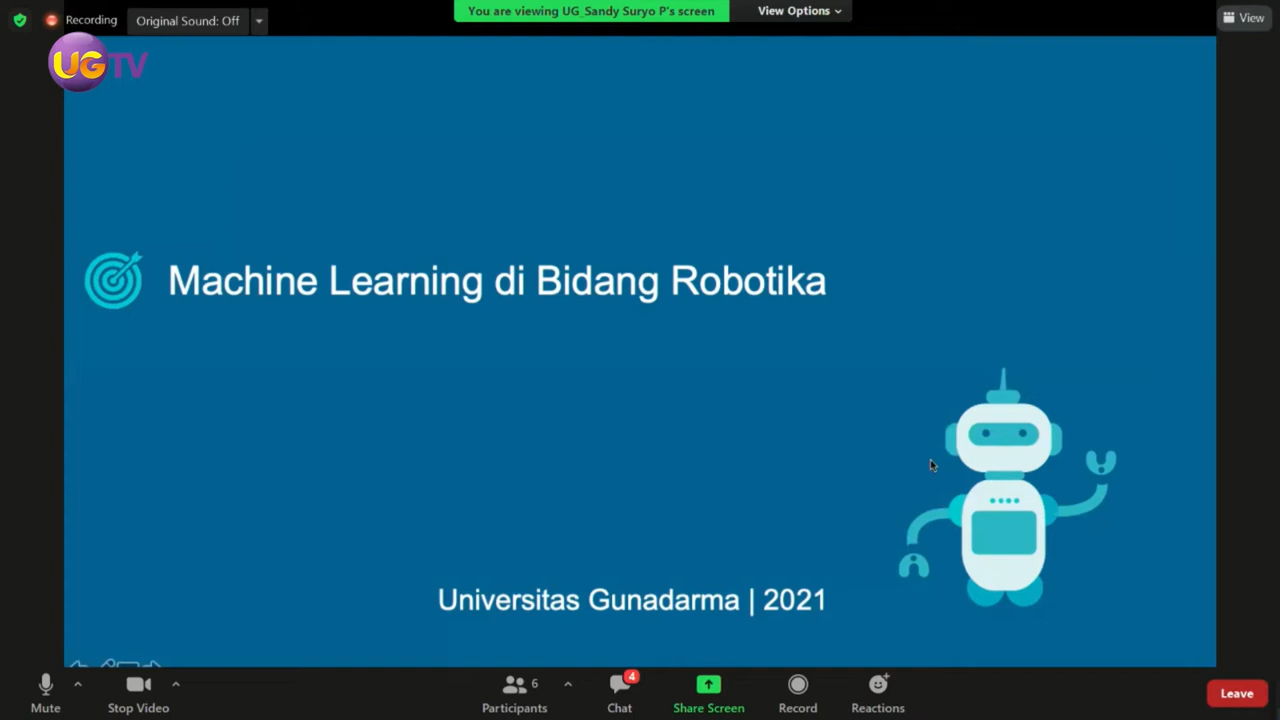 Recording
Original Sound: Off
You are viewing UG_Sandy Suryo P's screen
View Options
View
UGTV
Machine Learning di Bidang Robotika
Universitas Gunadarma | 2021
Mute
Stop Video
6
Participants
4
Chat
Share Screen
Record
Reactions
Leave